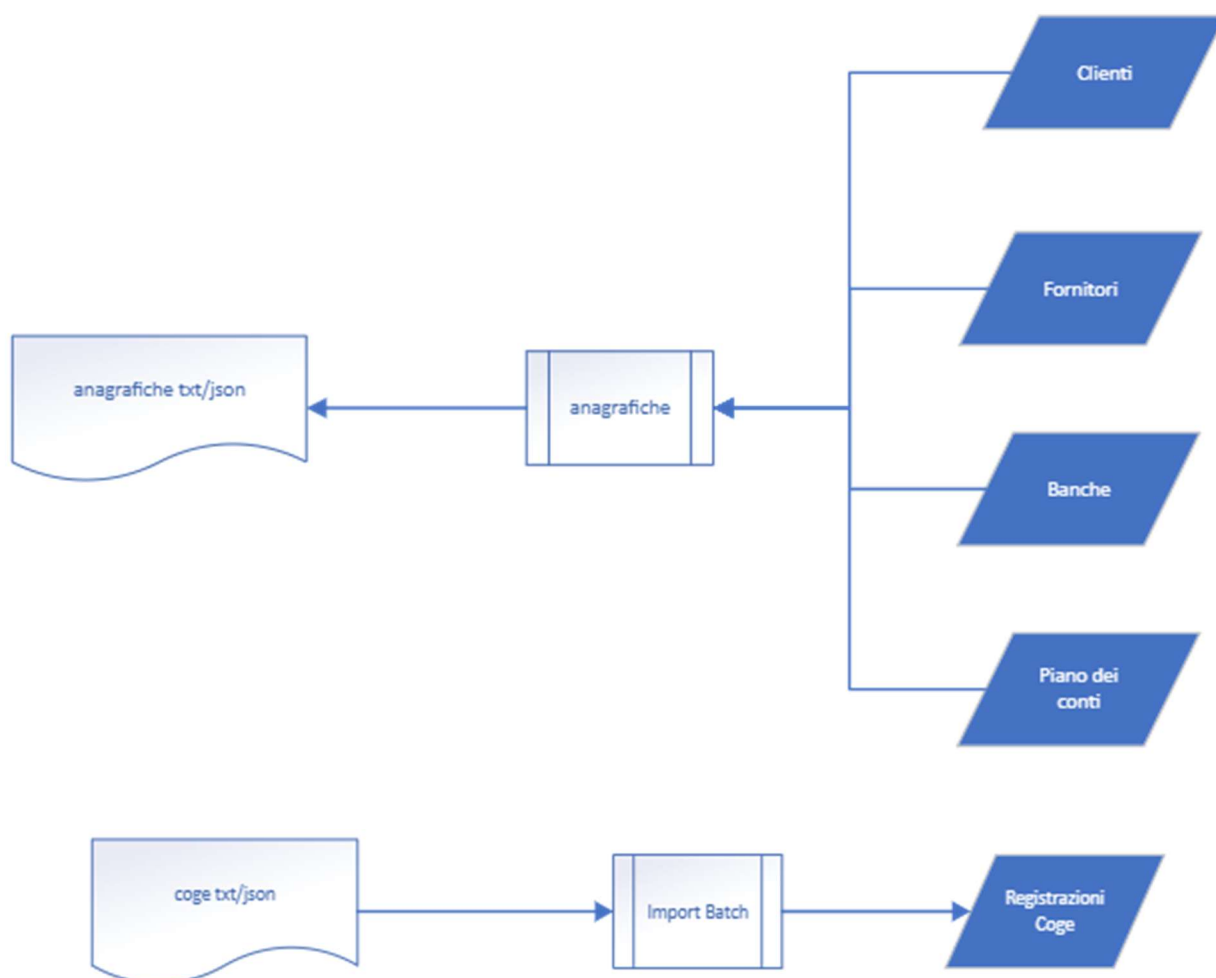 Clienti
Fornitori
anagrafiche txt/json
anagrafiche
Banche
Piano dei
conti
coge txt/json
Import Batch
Registrazioni
Coge